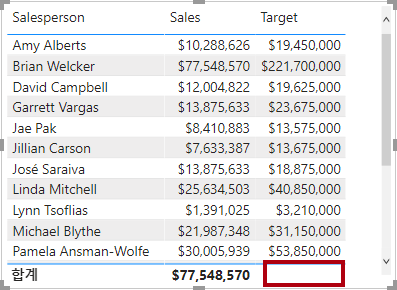 Salesperson Sales Target
Amy Alberts $10,288,626 $19,450,000
Brian Welcker $77,548,570 $221,700,000
David Campbell $12,004,822 $19,625,000
Garrett Vargas $13,875,633 $23,675,000
Jae Pak $8,410,883 $13,575,000
Jillian Carson $7,633,387 $13,675,000
José Saraiva $13,875,633 $18,875,000
Linda Mitchell $25,634,503 $40,850,000
Lynn Tsoflias $1,391,025 $3,210,000
Michael Blythe $21,987,348 $31,150,000
Pamela Ansman-Wolfe $30,005,939 $53,850,000
합계 $77,548,570